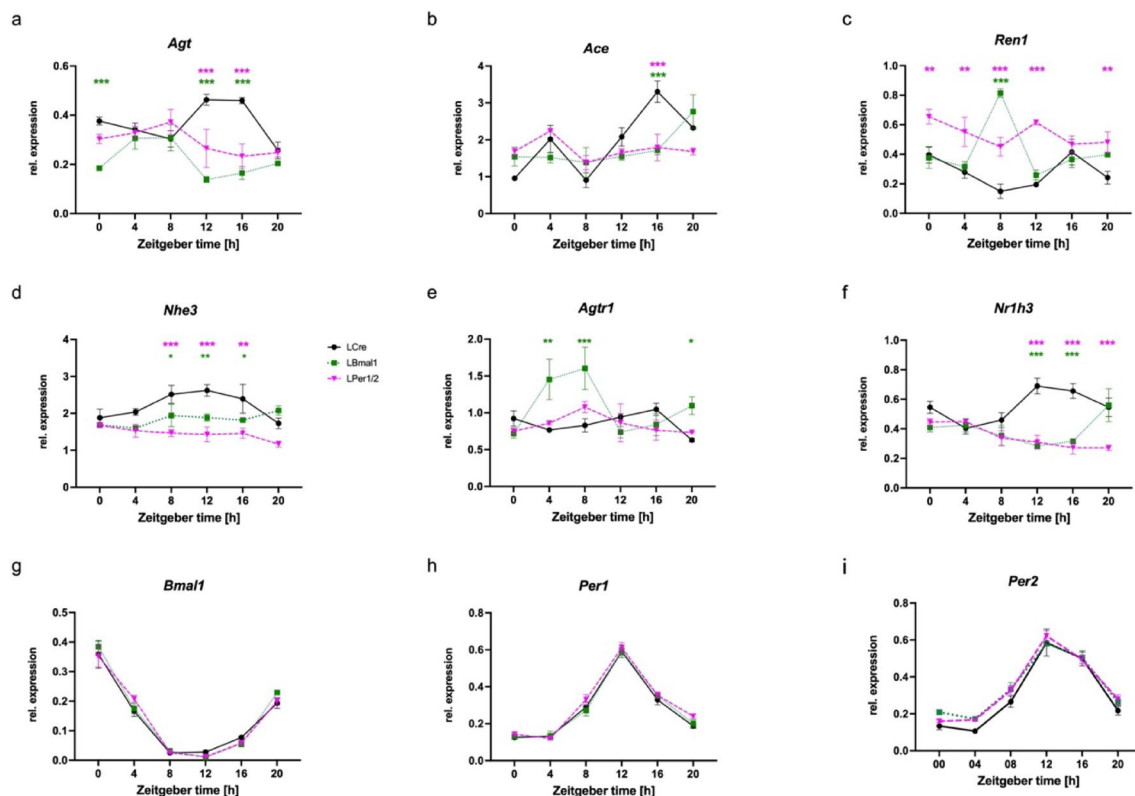 a
Agt
0.6
0.4
0.2
0.0
rel. expression
***
***
***
***
***
0 4 8 12 16 20
Zeitgeber time [h]
b
Ace
4
3
2
1
0
rel. expression
***
***
0 4 8 12 16 20
Zeitgeber time [h]
c
Ren1
1.0
0.8
0.6
0.4
0.2
0.0
rel. expression
** ** *** *** **
***
0 4 8 12 16 20
Zeitgeber time [h]
d
Nhe3
4
3
2
1
0
rel. expression
*** *** **
* ** *
0 4 8 12 16 20
Zeitgeber time [h]
LCre
LBmal1
LPer1/2
e
Agtr1
2.0
1.5
1.0
0.5
0.0
rel. expression
** *** *
0 4 8 12 16 20
Zeitgeber time [h]
f
Nr1h3
1.0
0.8
0.6
0.4
0.2
0.0
rel. expression
*** *** ***
*** ***
0 4 8 12 16 20
Zeitgeber time [h]
g
Bmal1
0.5
0.4
0.3
0.2
0.1
0.0
rel. expression
0 4 8 12 16 20
Zeitgeber time [h]
h
Per1
0.8
0.6
0.4
0.2
0.0
rel. expression
0 4 8 12 16 20
Zeitgeber time [h]
i
Per2
0.8
0.6
0.4
0.2
0.0
rel. expression
00 04 08 12 16 20
Zeitgeber time [h]